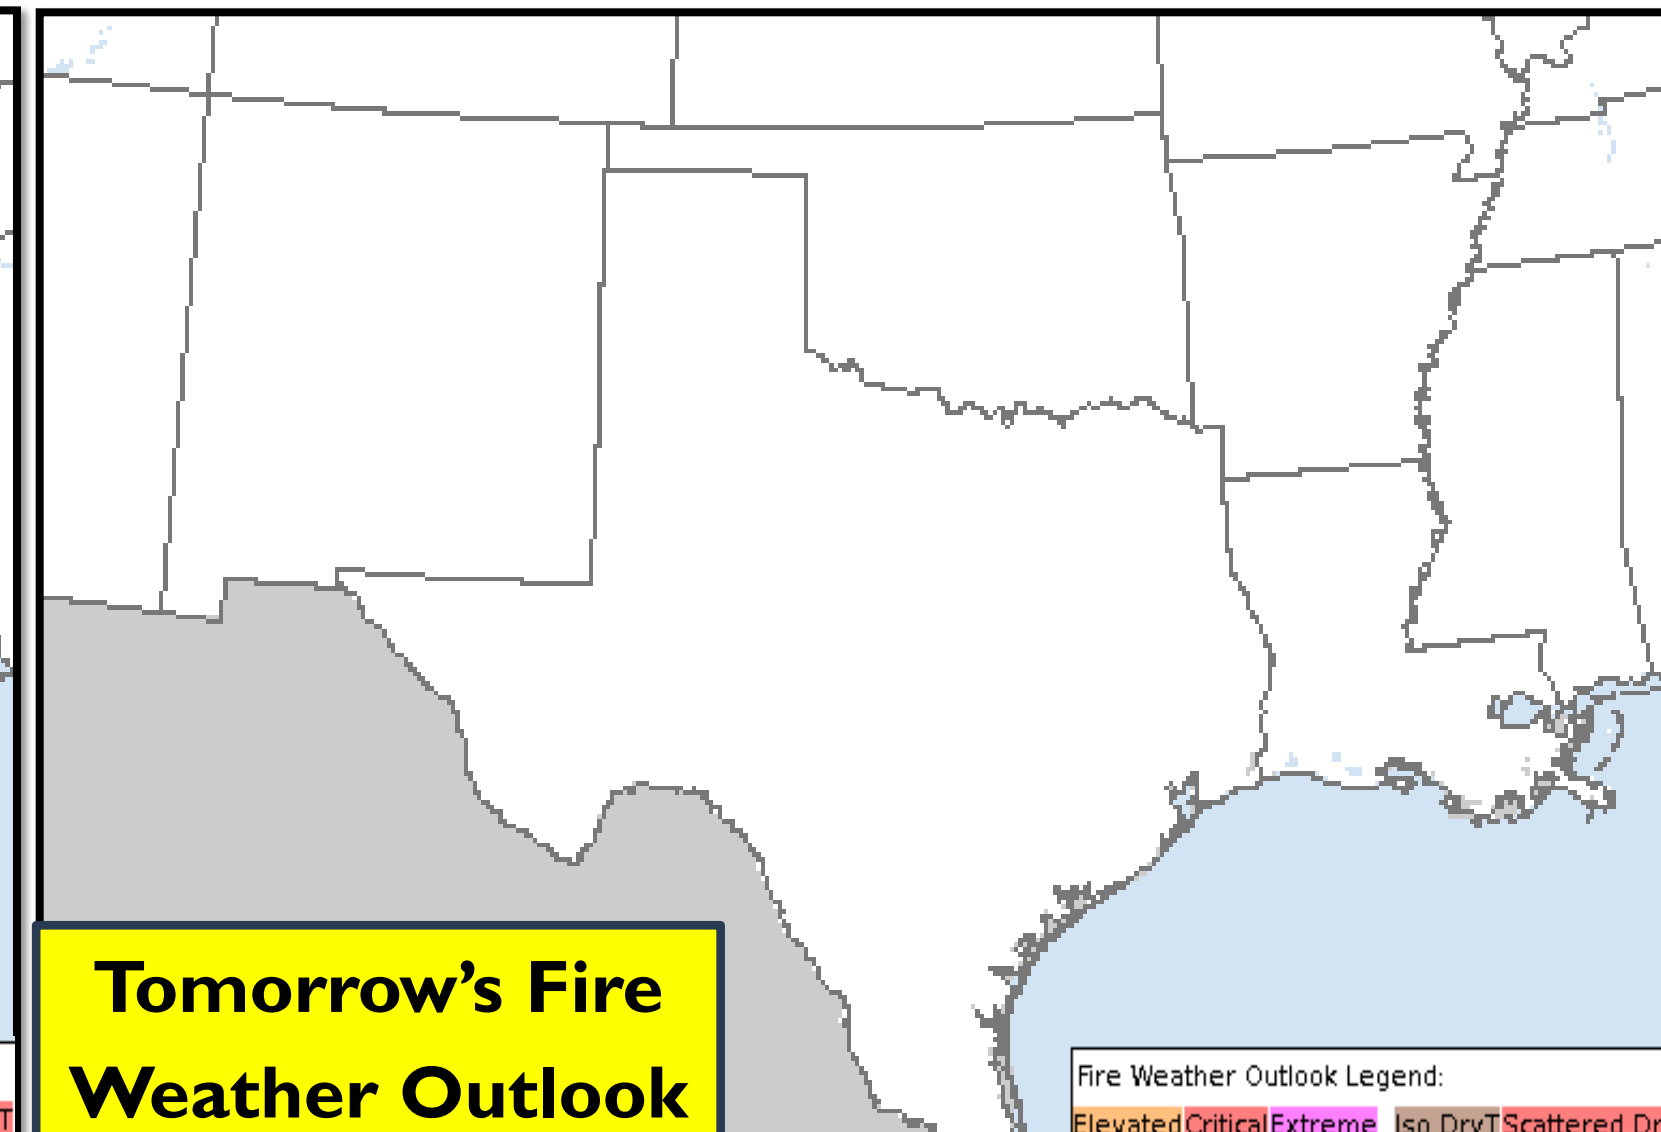 Tomorrow’s Fire
Weather Outlook
Fire Weather Outlook Legend:
Elevated Critical Extreme Iso DryT Scattered